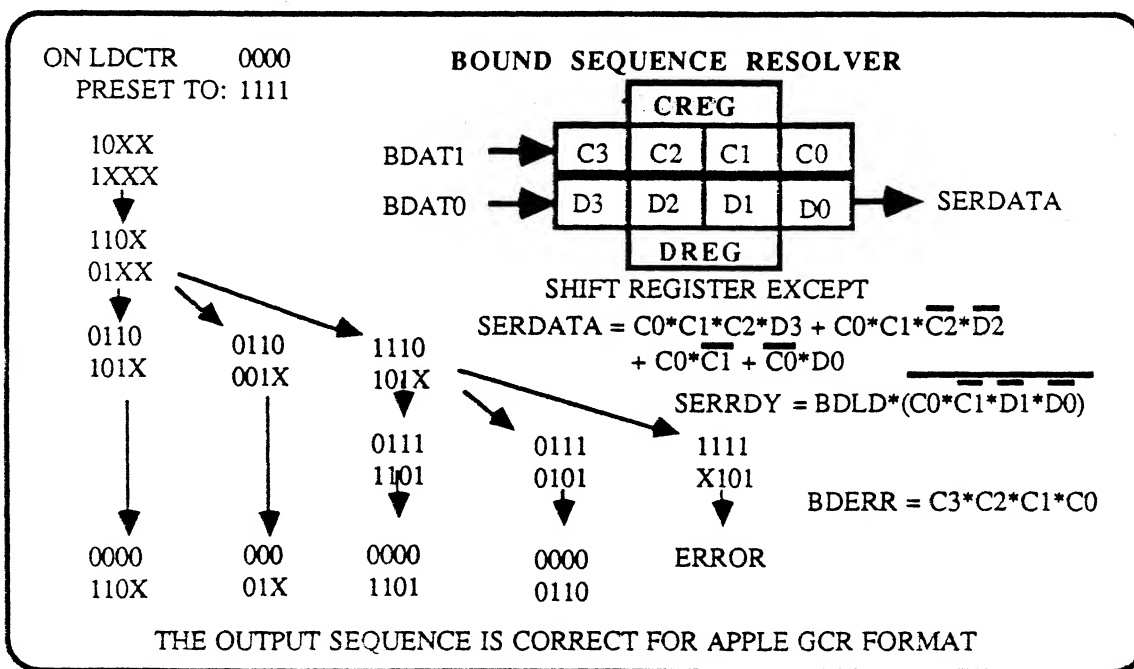 ON LDCTR 0000
PRESET TO: 1111
BOUND SEQUENCE RESOLVER
CREG
BDAT1 C3 C2 C1 C0
BDAT0 D3 D2 D1 D0 SERDATA
DREG
SHIFT REGISTER EXCEPT
SERDATA = C0*C1*C2*D3 + C0*C1*C̅2̅*D̅2̅
+ C0*C̅1̅ + C̅0̅*D0
SERRDY = BDLD*(C0*C1*D1*D0)
BDERR = C3*C2*C1*C0
10XX
1XXX
110X
01XX
0110 0110 1110
101X 001X 101X
0111 0111 1111
1101 0101 X101
0000 000 0000 0000 ERROR
110X 01X 1101 0110
THE OUTPUT SEQUENCE IS CORRECT FOR APPLE GCR FORMAT